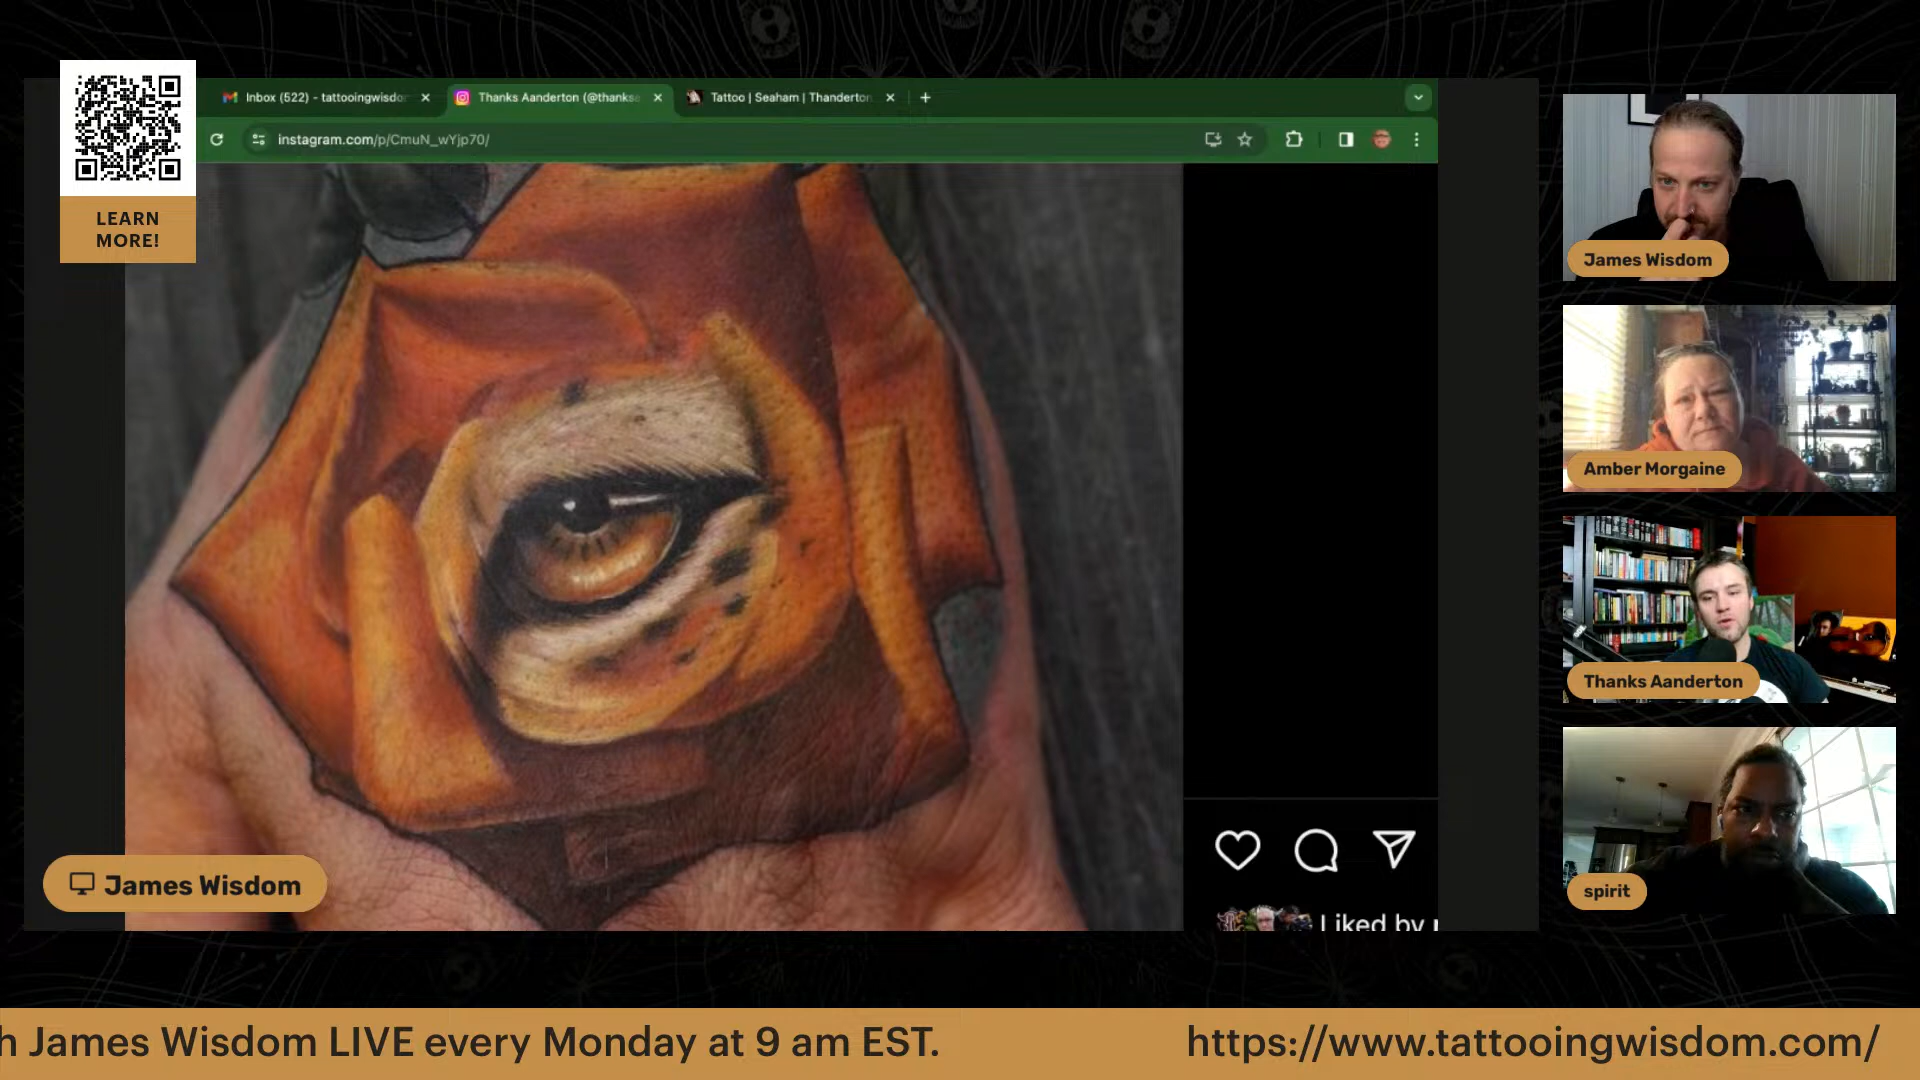 Inbox (522) - tattooingwisdo
Thanks Aanderton (@thanks
Tattoo | Seaham | Thanderton
instagram.com/p/CmuN_wYjp70/
LEARN
MORE!
James Wisdom
Amber Morgaine
Thanks Aanderton
spirit
James Wisdom
Liked by
h James Wisdom LIVE every Monday at 9 am EST.
https://www.tattooingwisdom.com/